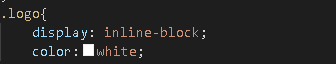 .logo{
display: inline-block;
color: white;